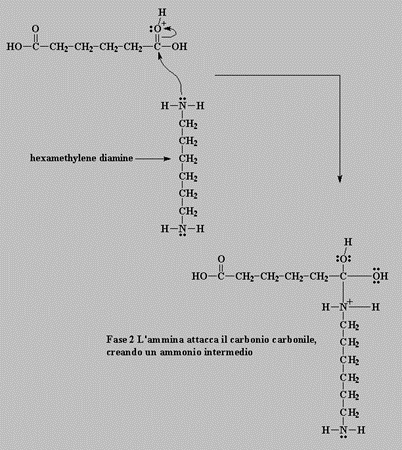 H
O :O+
HO—C—CH₂-CH₂-CH₂-CH₂—C—OH
H—N—H
CH₂
CH₂
hexamethylene diamine CH₂
CH₂
CH₂
CH₂
H—N—H
H
O :O:
HO—C—CH₂-CH₂-CH₂-CH₂—C—OH
H—N+—H
CH₂
Fase 2 L'ammina attacca il carbonio carbonile,
creando un ammonio intermedio
CH₂
CH₂
CH₂
CH₂
CH₂
H—N—H